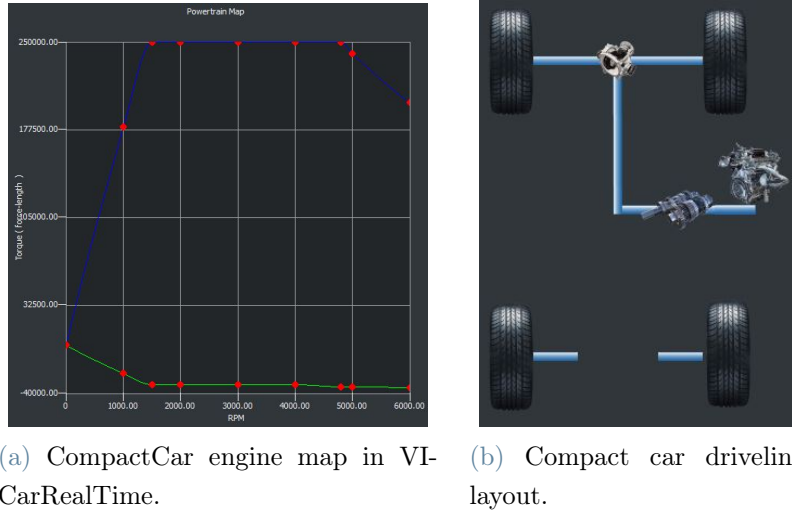 Powertrain Map
250000.00
177500.00
105000.00
32500.00
-40000.00
Torque ( force-length )
0 1000.00 2000.00 3000.00 4000.00 5000.00 6000.00
RPM
(a) CompactCar engine map in VI-
CarRealTime.
(b) Compact car drivelin
layout.